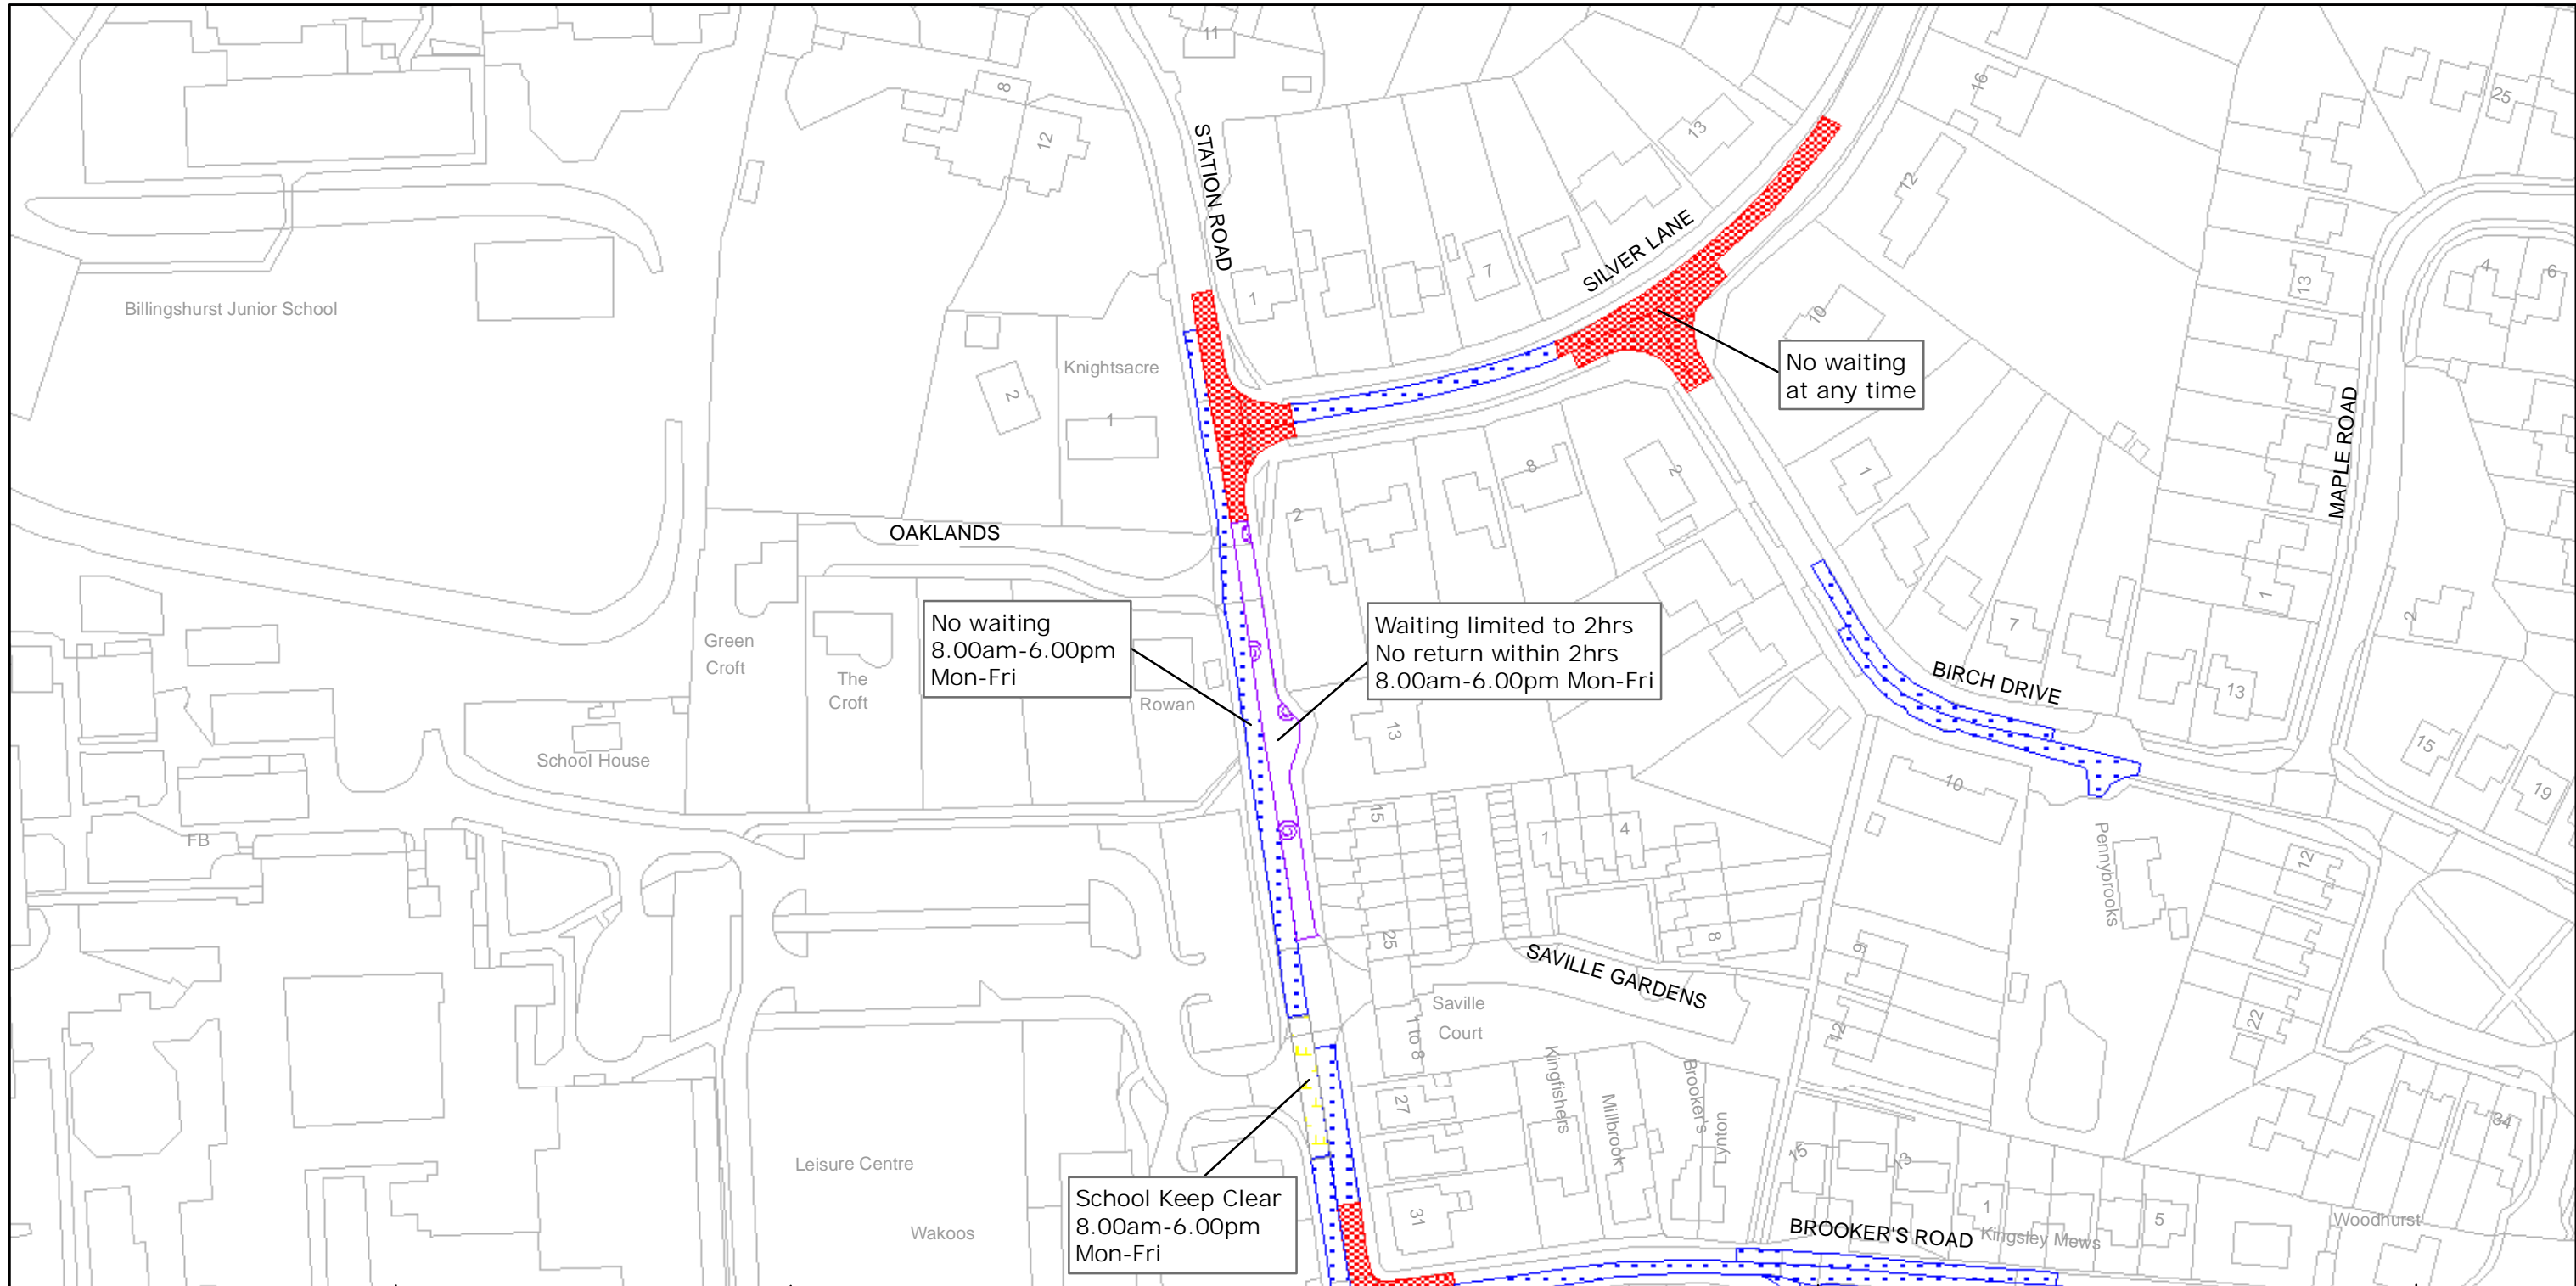 11
8
12
STATION ROAD
13
16
25
12
SILVER LANE
7
1
10
13
4
6
Billingshurst Junior School
Knightsacre
2
1
No waiting
at any time
MAPLE ROAD
8
2
1
2
OAKLANDS
1
2
7
Green
Croft
The
Croft
No waiting
8.00am-6.00pm
Mon-Fri
Rowan
Waiting limited to 2hrs
No return within 2hrs
8.00am-6.00pm Mon-Fri
13
BIRCH DRIVE
13
15
19
School House
10
FB
15
1
4
Pennybrooks
12
25
8
9
SAVILLE GARDENS
Saville
Court
1 to 8
12
22
27
Kingfishers
Millbrook
Brooker's
Lynton
15
13
34
Leisure Centre
School Keep Clear
8.00am-6.00pm
Mon-Fri
Wakoos
31
BROOKER'S ROAD
1
Kingsley Mews
5
Woodhurst